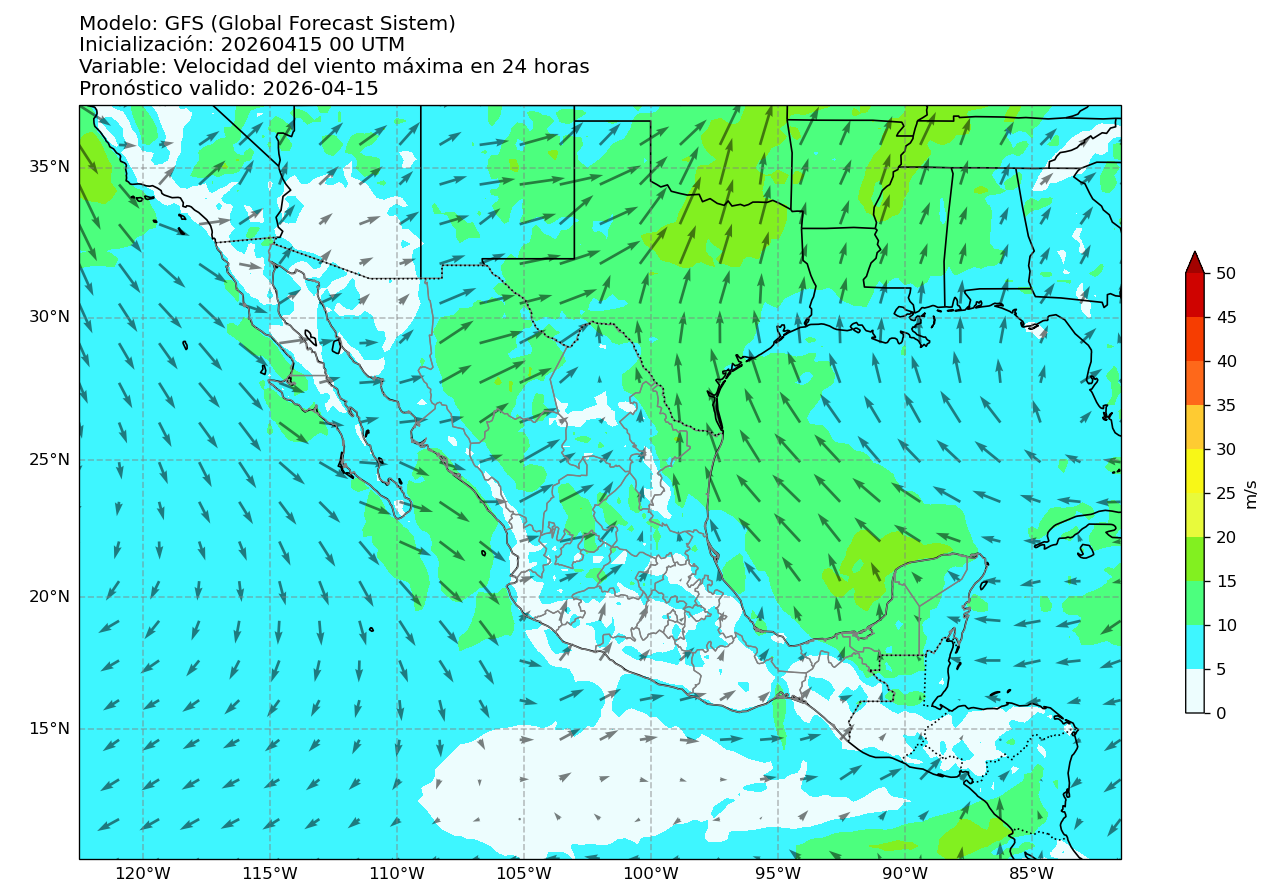 Modelo: GFS (Global Forecast Sistem)
Inicialización: 20260415 00 UTM
Variable: Velocidad del viento máxima en 24 horas
Pronóstico valido: 2026-04-15
35°N
30°N
25°N
20°N
15°N
120°W 115°W 110°W 105°W 100°W 95°W 90°W 85°W
50
45
40
35
30
25
20
15
10
5
0
m/s